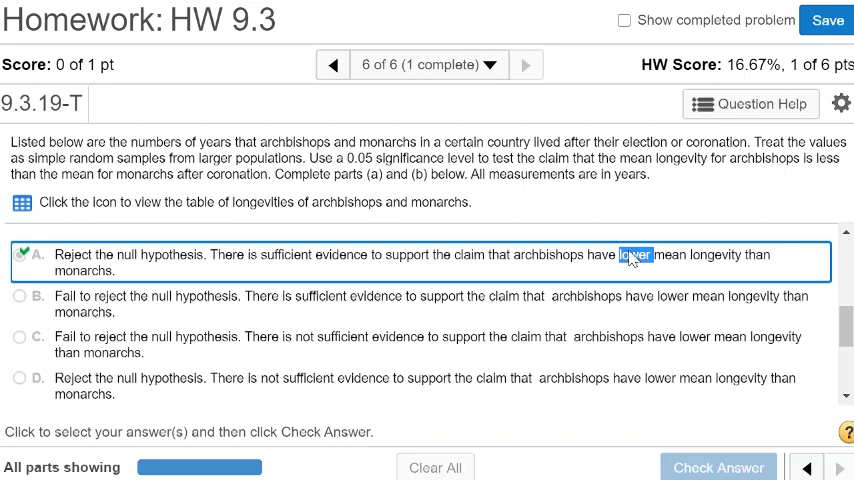 Homework: HW 9.3
Show completed problem
Save
Score: 0 of 1 pt
6 of 6 (1 complete)
HW Score: 16.67%, 1 of 6 pts
9.3.19-T
Question Help
Listed below are the numbers of years that archbishops and monarchs in a certain country lived after their election or coronation. Treat the values
as simple random samples from larger populations. Use a 0.05 significance level to test the claim that the mean longevity for archbishops is less
than the mean for monarchs after coronation. Complete parts (a) and (b) below. All measurements are in years.
Click the icon to view the table of longevities of archbishops and monarchs.
A. Reject the null hypothesis. There is sufficient evidence to support the claim that archbishops have lower mean longevity than
monarchs.
B. Fail to reject the null hypothesis. There is sufficient evidence to support the claim that archbishops have lower mean longevity than
monarchs.
C. Fail to reject the null hypothesis. There is not sufficient evidence to support the claim that archbishops have lower mean longevity
than monarchs.
D. Reject the null hypothesis. There is not sufficient evidence to support the claim that archbishops have lower mean longevity than
monarchs.
Click to select your answer(s) and then click Check Answer.
?
All parts showing
Clear All
Check Answer